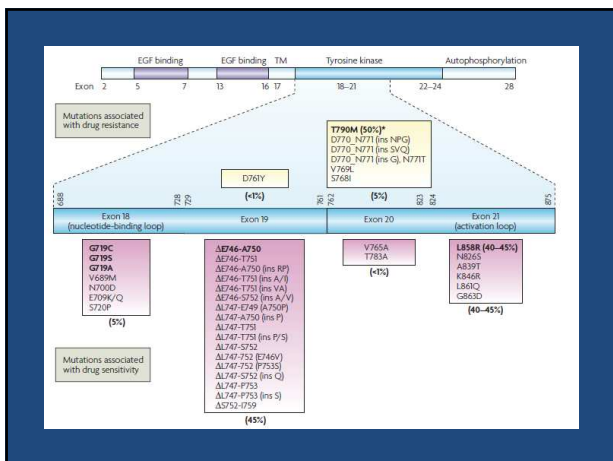 EGF binding EGF binding TM Tyrosine kinase Autophosphorylation
Exon 2 5 7 13 16 17 18–21 22–24 28
Mutations associated
with drug resistance
T790M (50%)*
D770_N771 (ins NPG)
D770_N771 (ins SVQ)
D770_N771 (ins G), N771T
V769L
S768I
D761Y
(<1%)
(5%)
688 728 729 761 762 823 824 875
Exon 18
(nucleotide-binding loop)
Exon 19
Exon 20
Exon 21
(activation loop)
G719C
G719S
G719A
V689M
N700D
E709K/Q
S720P
(5%)
ΔE746-A750
ΔE746-T751
ΔE746-A750 (ins RP)
ΔE746-T751 (ins A/I)
ΔE746-T751 (ins VA)
ΔE746-S752 (ins A/V)
ΔL747-E749 (A750P)
ΔL747-A750 (ins P)
ΔL747-T751
ΔL747-T751 (ins P/S)
ΔL747-S752
ΔL747-752 (E746V)
ΔL747-752 (P753S)
ΔL747-S752 (ins Q)
ΔL747-P753
ΔL747-P753 (ins S)
ΔS752-I759
(45%)
V765A
T783A
(<1%)
L858R (40–45%)
N826S
A839T
K846R
L861Q
G863D
(40–45%)
Mutations associated
with drug sensitivity